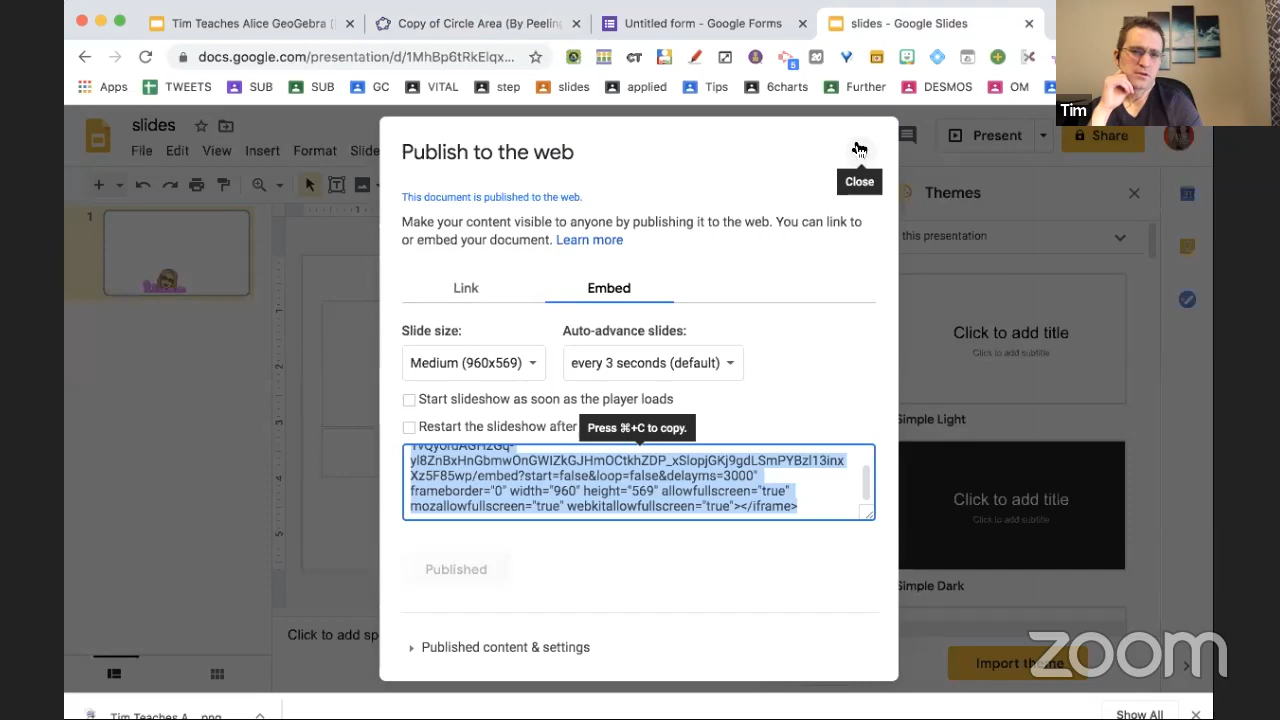 Tim Teaches Alice GeoGebra (
Copy of Circle Area (By Peeling
Untitled form - Google Forms
slides - Google Slides
docs.google.com/presentation/d/1MhBp6tRkElqx...
Apps
TWEETS
SUB
SUB
GC
VITAL
step
slides
applied
Tips
6charts
Further
DESMOS
OM
Tim
slides
File Edit View Insert Format Slide
Present
Share
Publish to the web
Close
This document is published to the web.
Make your content visible to anyone by publishing it to the web. You can link to
or embed your document. Learn more
Link
Embed
Slide size:
Auto-advance slides:
Medium (960x569)
every 3 seconds (default)
Start slideshow as soon as the player loads
Restart the slideshow after
Press ⌘+C to copy.
yl8ZnBxHnGbmwOnGWIZkGJHmOCtkhZDP_xSlopjGKj9gdLSmPYBzl13inx
Xz5F85wp/embed?start=false&loop=false&delayms=3000"
frameborder="0" width="960" height="569" allowfullscreen="true"
mozallowfullscreen="true" webkitallowfullscreen="true"></iframe>
Published
Published content & settings
1
Click to add sp
Themes
this presentation
Click to add title
Click to add subtitle
Simple Light
Click to add title
Click to add subtitle
Simple Dark
Import theme
zoom
Tim Teaches A....png
Show All